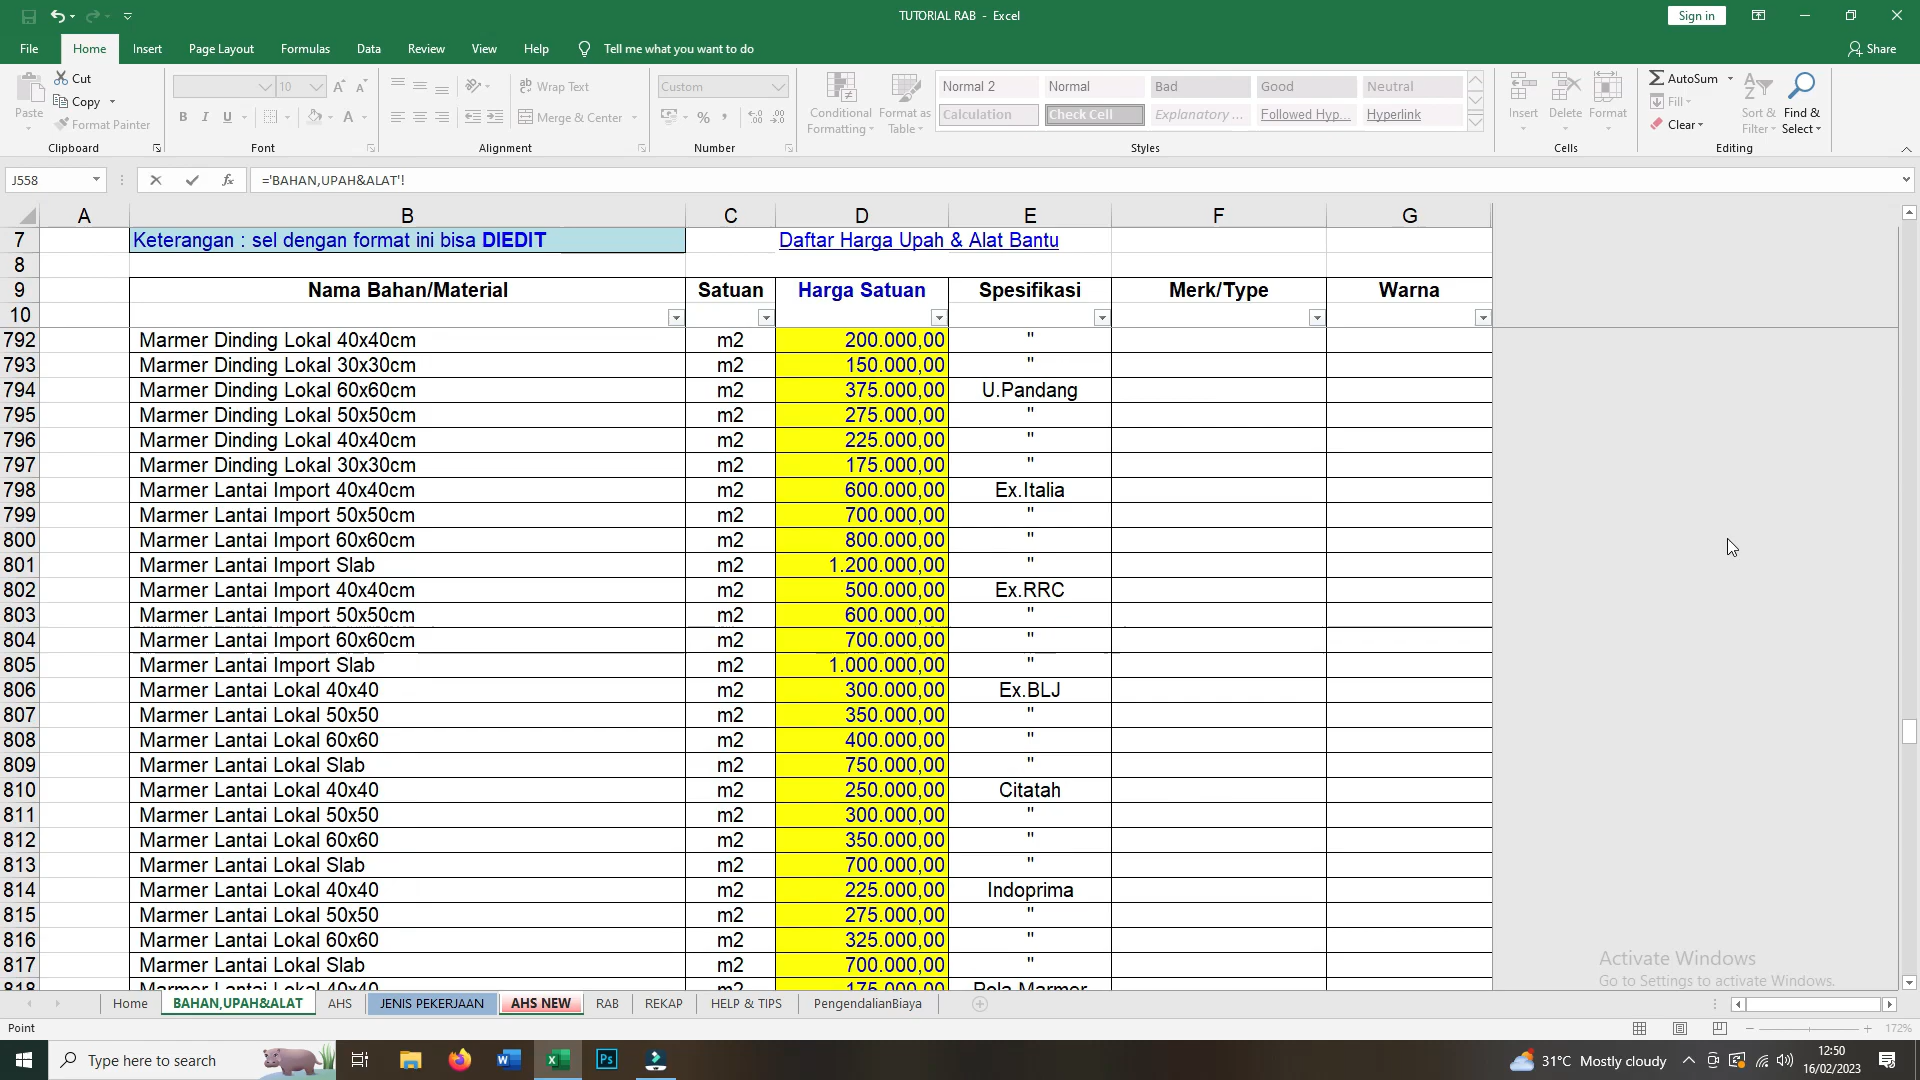 TUTORIAL RAB - Excel
Sign in
File Home Insert Page Layout Formulas Data Review View Help Tell me what you want to do Share
Paste Cut Copy Format Painter Clipboard
10 B I U A Font
Wrap Text Merge & Center Alignment
Custom % Number
Conditional Formatting Format as Table
Normal 2 Normal Bad Good Neutral
Calculation Check Cell Explanatory ... Followed Hyp... Hyperlink
Styles
Insert Delete Format Cells
AutoSum Fill Clear Sort & Filter Find & Select Editing
J558 fx ='BAHAN,UPAH&ALAT'!
A B C D E F G
7 Keterangan : sel dengan format ini bisa DIEDIT Daftar Harga Upah & Alat Bantu
8
9 Nama Bahan/Material Satuan Harga Satuan Spesifikasi Merk/Type Warna
10
792 Marmer Dinding Lokal 40x40cm m2 200.000,00 "
793 Marmer Dinding Lokal 30x30cm m2 150.000,00 "
794 Marmer Dinding Lokal 60x60cm m2 375.000,00 U.Pandang
795 Marmer Dinding Lokal 50x50cm m2 275.000,00 "
796 Marmer Dinding Lokal 40x40cm m2 225.000,00 "
797 Marmer Dinding Lokal 30x30cm m2 175.000,00 "
798 Marmer Lantai Import 40x40cm m2 600.000,00 Ex.Italia
799 Marmer Lantai Import 50x50cm m2 700.000,00 "
800 Marmer Lantai Import 60x60cm m2 800.000,00 "
801 Marmer Lantai Import Slab m2 1.200.000,00 "
802 Marmer Lantai Import 40x40cm m2 500.000,00 Ex.RRC
803 Marmer Lantai Import 50x50cm m2 600.000,00 "
804 Marmer Lantai Import 60x60cm m2 700.000,00 "
805 Marmer Lantai Import Slab m2 1.000.000,00 "
806 Marmer Lantai Lokal 40x40 m2 300.000,00 Ex.BLJ
807 Marmer Lantai Lokal 50x50 m2 350.000,00 "
808 Marmer Lantai Lokal 60x60 m2 400.000,00 "
809 Marmer Lantai Lokal Slab m2 750.000,00 "
810 Marmer Lantai Lokal 40x40 m2 250.000,00 Citatah
811 Marmer Lantai Lokal 50x50 m2 300.000,00 "
812 Marmer Lantai Lokal 60x60 m2 350.000,00 "
813 Marmer Lantai Lokal Slab m2 700.000,00 "
814 Marmer Lantai Lokal 40x40 m2 225.000,00 Indoprima
815 Marmer Lantai Lokal 50x50 m2 275.000,00 "
816 Marmer Lantai Lokal 60x60 m2 325.000,00 "
817 Marmer Lantai Lokal Slab m2 700.000,00 "
818 Marmer Lantai Lokal 40x40 m2 175.000,00 Marmer
Activate Windows
Go to Settings to activate Windows.
Home BAHAN,UPAH&ALAT AHS JENIS PEKERJAAN AHS NEW RAB REKAP HELP & TIPS PengendalianBiaya
Point 172%
Type here to search W Ps 31°C Mostly cloudy 12:50
16/02/2023